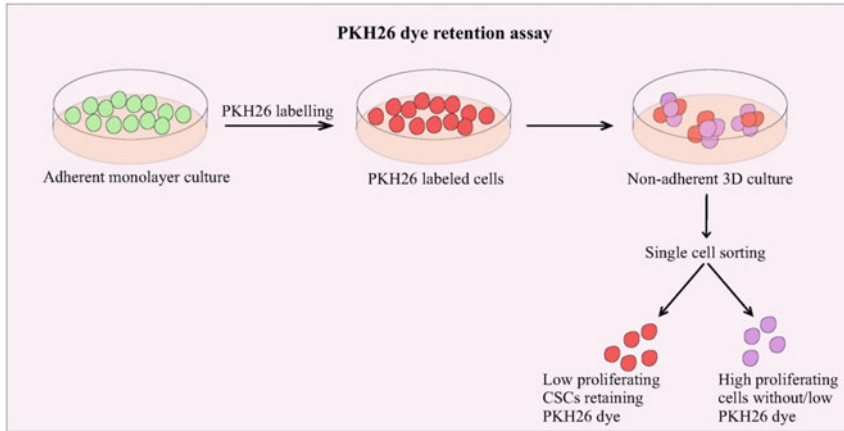 PKH26 dye retention assay
PKH26 labelling
Adherent monolayer culture
PKH26 labeled cells
Non-adherent 3D culture
Single cell sorting
Low proliferating
CSCs retaining
PKH26 dye
High proliferating
cells without/low
PKH26 dye